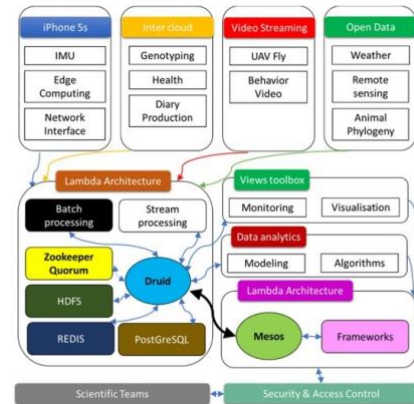 iPhone 5s
IMU
Edge
Computing
Network
Interface
Inter cloud
Genotyping
Health
Diary
Production
Video Streaming
UAV Fly
Behavior
Video
Open Data
Weather
Remote
sensing
Animal
Phylogeny
Lambda Architecture
Batch
processing
Stream
processing
Zookeeper
Quorum
Druid
HDFS
REDIS
PostGreSQL
Views toolbox
Monitoring
Visualisation
Data analytics
Modeling
Algorithms
Lambda Architecture
Mesos
Frameworks
Scientific Teams
Security & Access Control